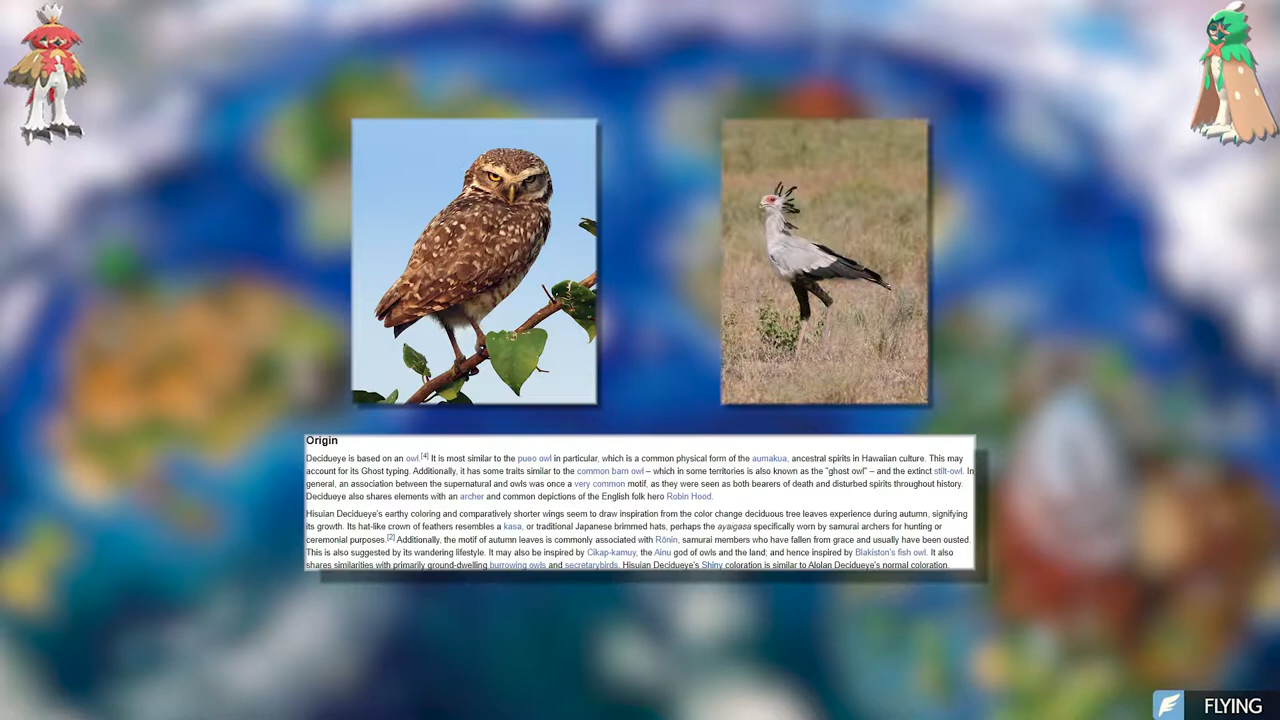 Origin
Decidueye is based on an owl.[4] It is most similar to the pueo owl in particular, which is a common physical form of the aumakua, ancestral spirits in Hawaiian culture. This may
account for its Ghost typing. Additionally, it has some traits similar to the common barn owl – which in some territories is also known as the "ghost owl" – and the extinct stilt-owl. In
general, an association between the supernatural and owls was once a very common motif, as they were seen as both bearers of death and disturbed spirits throughout history.
Decidueye also shares elements with an archer and common depictions of the English folk hero Robin Hood.
Hisuian Decidueye's earthy coloring and comparatively shorter wings seem to draw inspiration from the color change deciduous tree leaves experience during autumn, signifying
its growth. Its hat-like crown of feathers resembles a kasa, or traditional Japanese brimmed hats, perhaps the ayaigasa specifically worn by samurai archers for hunting or
ceremonial purposes.[2] Additionally, the motif of autumn leaves is commonly associated with Rōnin, samurai members who have fallen from grace and usually have been ousted.
This is also suggested by its wandering lifestyle. It may also be inspired by Cikap-kamuy, the Ainu god of owls and the land; and hence inspired by Blakiston's fish owl. It also
shares similarities with primarily ground-dwelling burrowing owls and secretarybirds. Hisuian Decidueye's Shiny coloration is similar to Alolan Decidueye's normal coloration.
FLYING